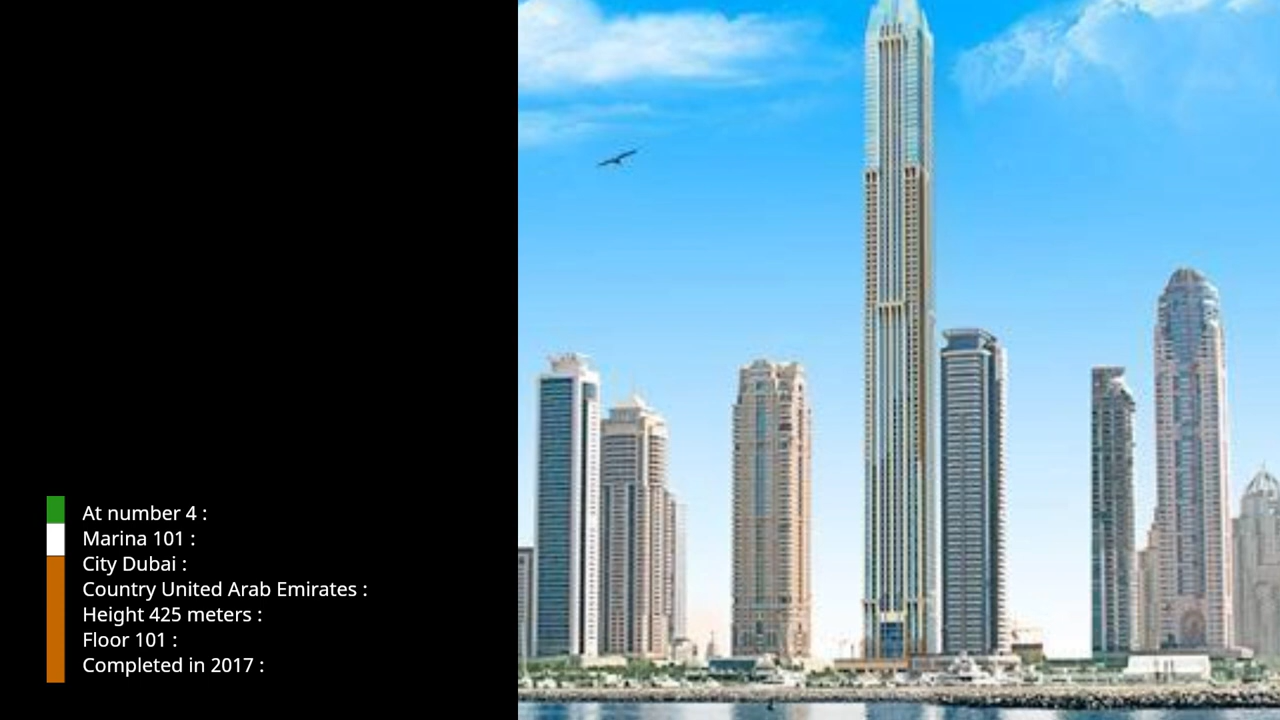 At number 4 :
Marina 101 :
City Dubai :
Country United Arab Emirates :
Height 425 meters :
Floor 101 :
Completed in 2017 :